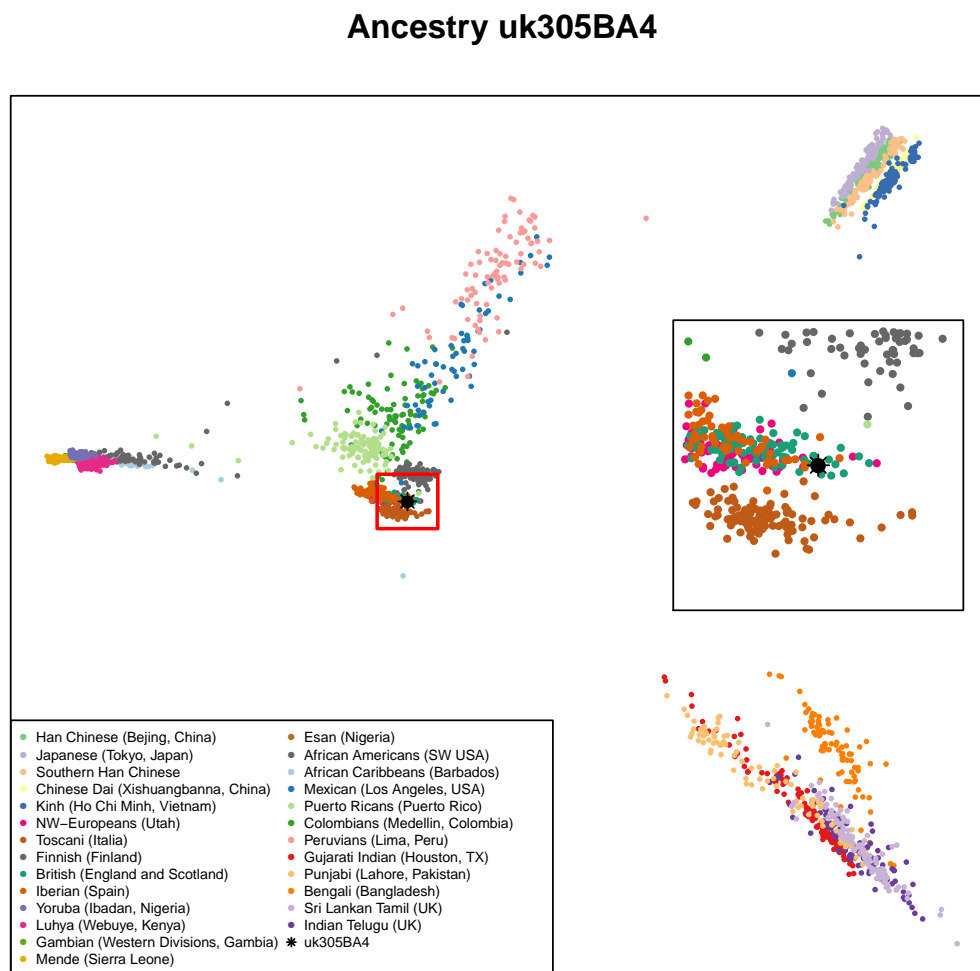 Ancestry uk305BA4
Han Chinese (Bejing, China)
Japanese (Tokyo, Japan)
Southern Han Chinese
Chinese Dai (Xishuangbanna, China)
Kinh (Ho Chi Minh, Vietnam)
NW−Europeans (Utah)
Toscani (Italia)
Finnish (Finland)
British (England and Scotland)
Iberian (Spain)
Yoruba (Ibadan, Nigeria)
Luhya (Webuye, Kenya)
Gambian (Western Divisions, Gambia)
Mende (Sierra Leone)
Esan (Nigeria)
African Americans (SW USA)
African Caribbeans (Barbados)
Mexican (Los Angeles, USA)
Puerto Ricans (Puerto Rico)
Colombians (Medellin, Colombia)
Peruvians (Lima, Peru)
Gujarati Indian (Houston, TX)
Punjabi (Lahore, Pakistan)
Bengali (Bangladesh)
Sri Lankan Tamil (UK)
Indian Telugu (UK)
uk305BA4